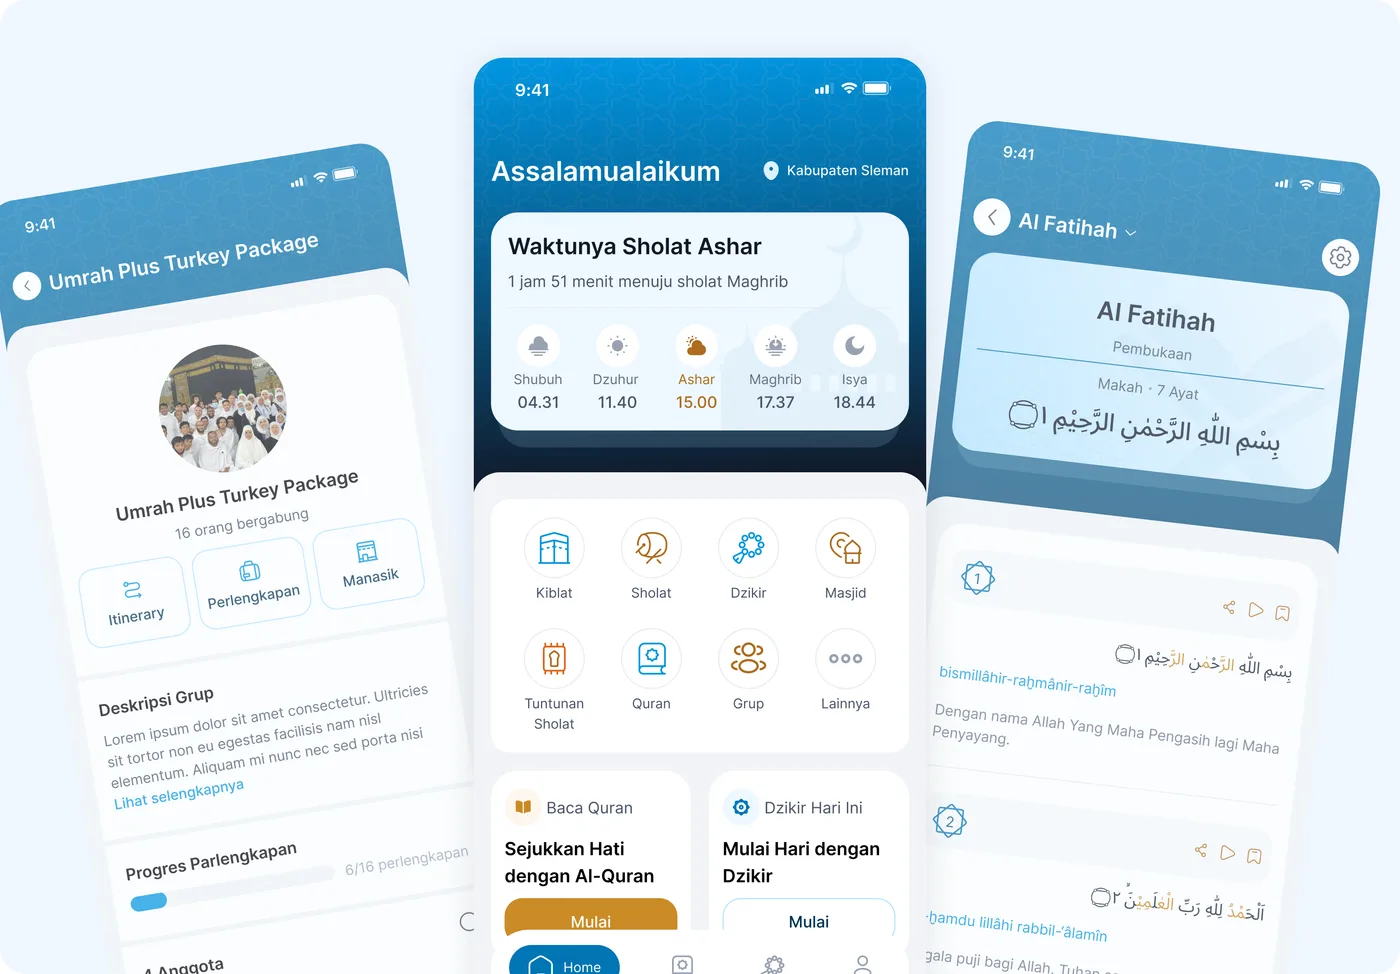 9:41
Umrah Plus Turkey Package
Umrah Plus Turkey Package
16 orang bergabung
Itinerary
Perlengkapan
Manasik
Deskripsi Grup
Lorem ipsum dolor sit amet consectetur. Ultricies
sit tortor non eu egestas facilisis nam nisl
elementum. Aliquam mi nunc nec sed porta nisi
Lihat selengkapnya
Progres Parlengkapan
6/16 perlengkapan
4 Anggota
9:41
Assalamualaikum
Kabupaten Sleman
Waktunya Sholat Ashar
1 jam 51 menit menuju sholat Maghrib
Shubuh
Dzuhur
Ashar
Maghrib
Isya
04.31
11.40
15.00
17.37
18.44
Kiblat
Sholat
Dzikir
Masjid
Tuntunan
Sholat
Quran
Grup
Lainnya
Baca Quran
Sejukkan Hati
dengan Al-Quran
Mulai
Dzikir Hari Ini
Mulai Hari dengan
Dzikir
Mulai
Home
9:41
Al Fatihah
Al Fatihah
Pembukaan
Makah • 7 Ayat
بِسْمِ اللّٰهِ الرَّحْمٰنِ الرَّحِيْمِ ١
1
بِسْمِ اللّٰهِ الرَّحْمٰنِ الرَّحِيْمِ ١
bismillâhir-raḫmânir-raḫîm
Dengan nama Allah Yang Maha Pengasih lagi Maha
Penyayang.
2
اَلْحَمْدُ لِلّٰهِ رَبِّ الْعٰلَمِيْنَۙ ٢
-ḫamdu lillâhi rabbil-‘âlamîn
gala puji bagi Allah, Tuhan